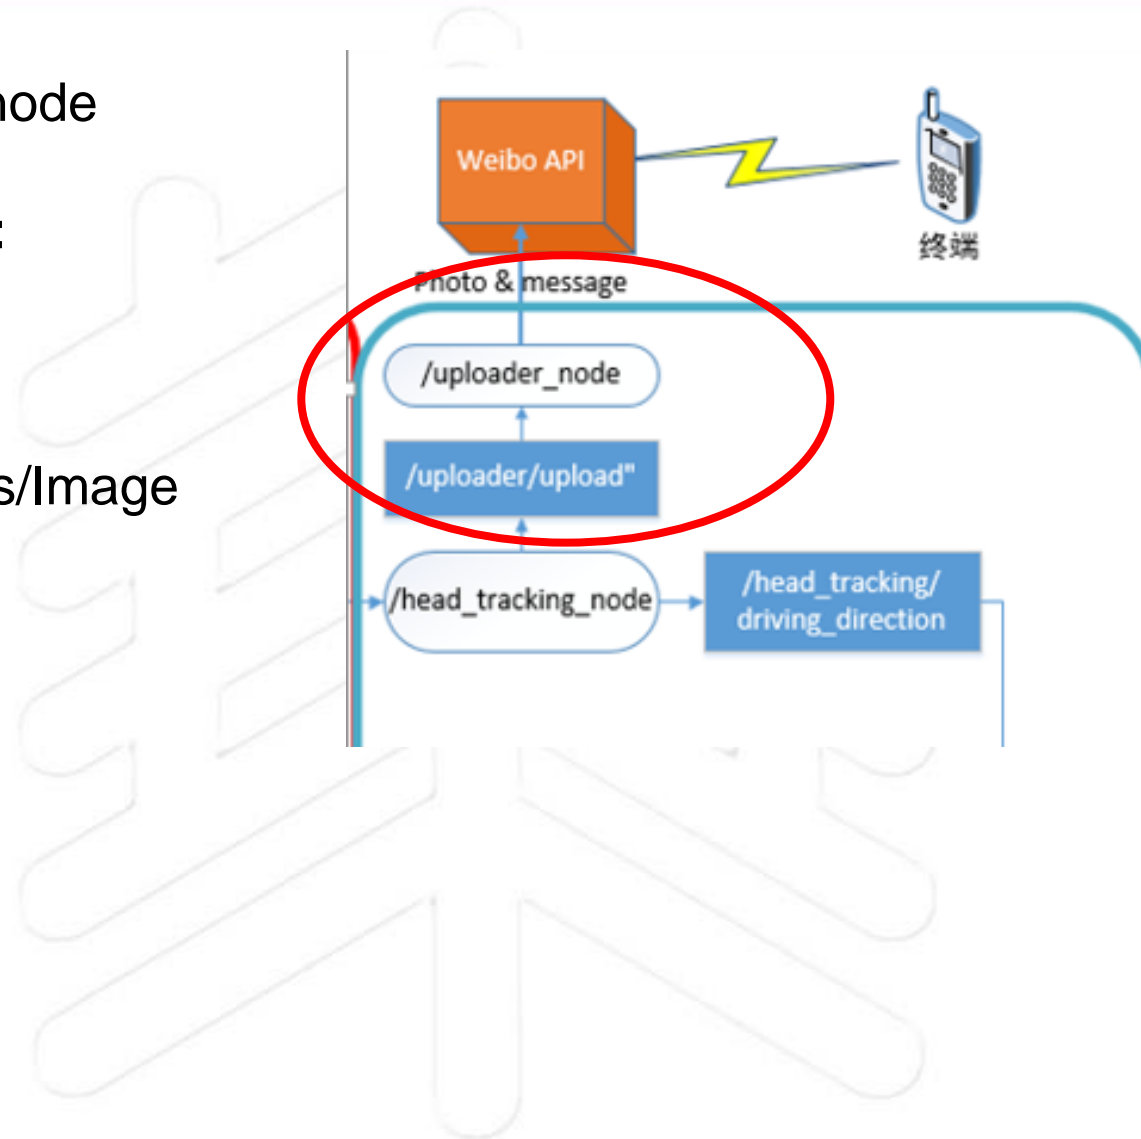 node
:
s/Image
Weibo API
终端
Photo & message
/uploader_node
/uploader/upload"
/head_tracking_node
/head_tracking/
driving_direction